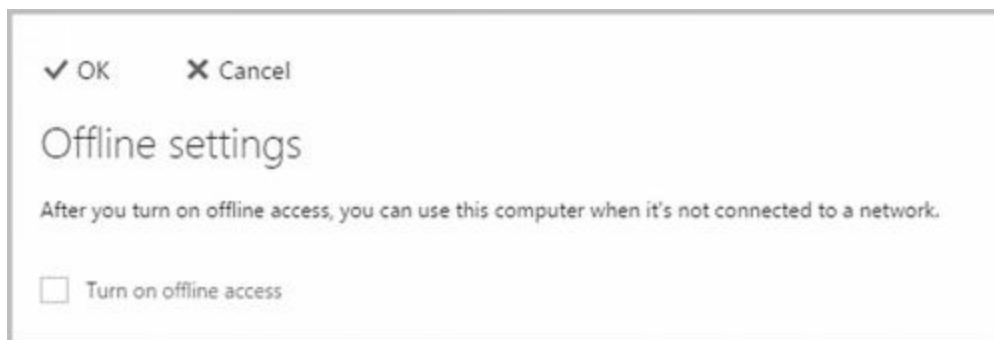 OK Cancel
Offline settings
After you turn on offline access, you can use this computer when it's not connected to a network.
Turn on offline access